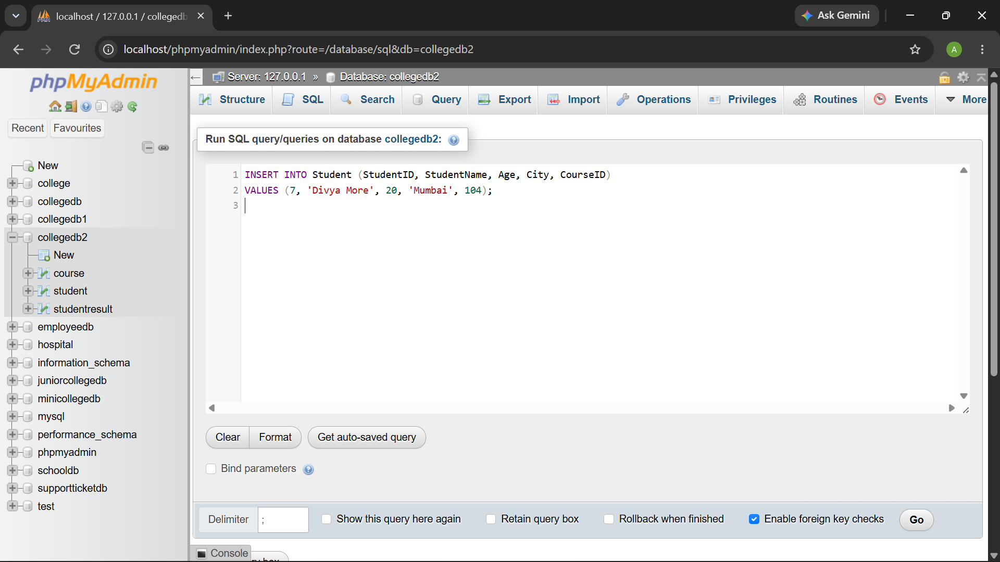 localhost / 127.0.0.1 / collegedb
Ask Gemini
localhost/phpmyadmin/index.php?route=/database/sql&db=collegedb2
A
phpMyAdmin
Recent
Favourites
New
college
collegedb
collegedb1
collegedb2
New
course
student
studentresult
employeedb
hospital
information_schema
juniorcollegedb
minicollegedb
mysql
performance_schema
phpmyadmin
schooldb
supportticketdb
test
Server: 127.0.0.1 » Database: collegedb2
Structure SQL Search Query Export Import Operations Privileges Routines Events More
Run SQL query/queries on database collegedb2:
1 INSERT INTO Student (StudentID, StudentName, Age, City, CourseID)
2 VALUES (7, 'Divya More', 20, 'Mumbai', 104);
3
Clear Format Get auto-saved query
Bind parameters
Delimiter ; Show this query here again Retain query box Rollback when finished Enable foreign key checks Go
Console